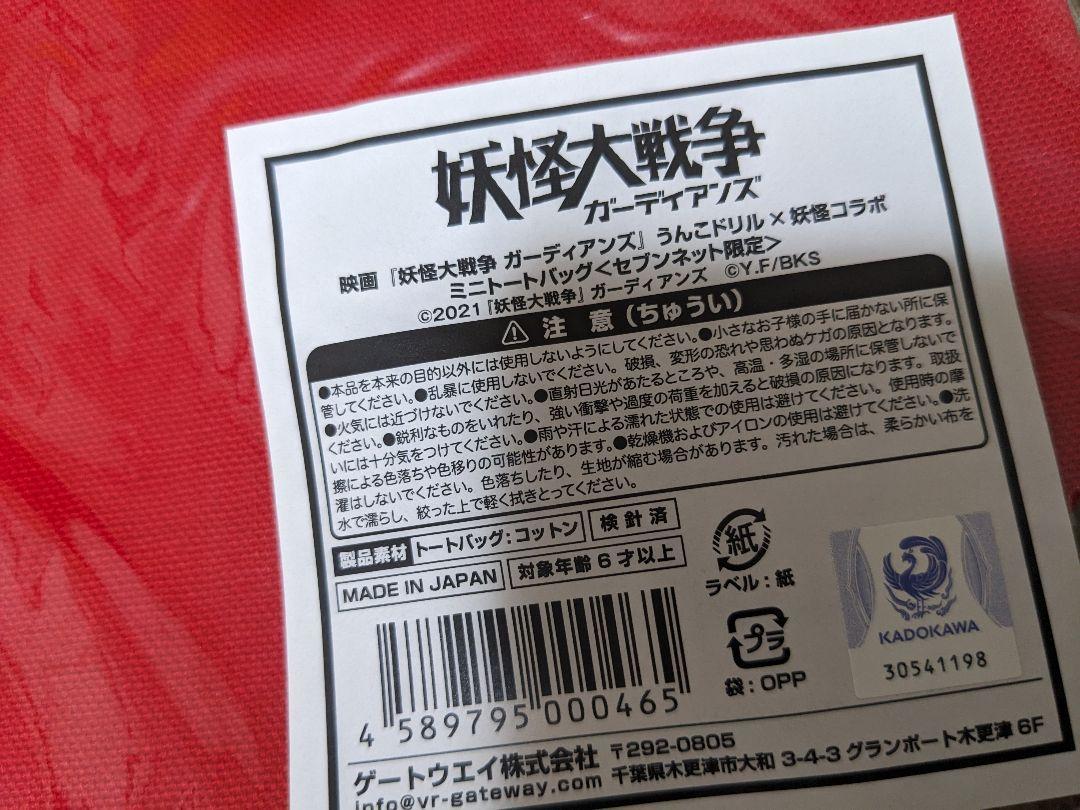 妖怪大戦争
ガーディアンズ
映画『妖怪大戦争 ガーディアンズ』うんこドリル×妖怪コラボ
ミニトートバッグ<セブンネット限定>
©2021『妖怪大戦争』ガーディアンズ ©Y.F/BKS
注 意 (ちゅうい)
●本品を本来の目的以外には使用しないようにしてください。●小さなお子様の手に届かない所に保
管してください。●乱暴に使用しないでください。破損、変形の恐れや思わぬケガの原因となります。
●火気には近づけないでください。●直射日光があたるところや、高温・多湿の場所に保管しないで
ください。●鋭利なものをいれたり、強い衝撃や過度の荷重を加えると破損の原因になります。取扱
いには十分気をつけてください。●雨や汗による濡れた状態での使用は避けてください。使用時の摩
擦による色落ちや色移りの可能性があります。●乾燥機およびアイロンの使用は避けてください。●洗
濯はしないでください。色落ちしたり、生地が縮む場合があります。汚れた場合は、柔らかい布を
水で濡らし、絞った上で軽く拭きとってください。
製品素材 トートバッグ:コットン 検針済
MADE IN JAPAN 対象年齢6才以上
紙
ラベル:紙
プラ
袋:OPP
KADOKAWA
30541198
4 589795 000465
ゲートウエイ株式会社 〒292-0805
千葉県木更津市大和 3-4-3 グランポート木更津 6F
info@vr-gateway.com